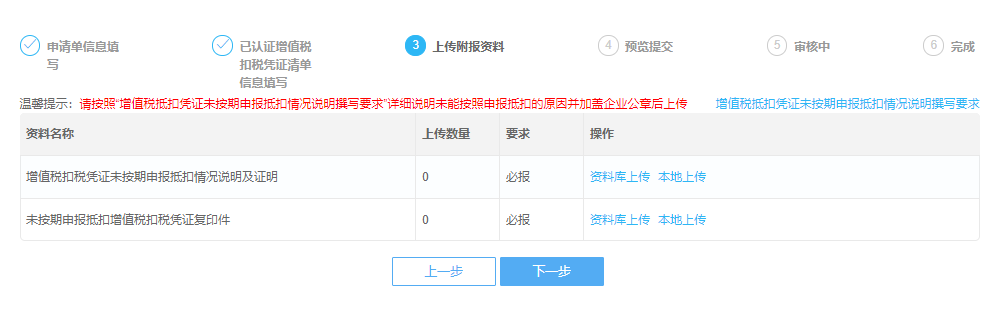 申请单信息填
写
已认证增值税
扣税凭证清单
信息填写
3 上传附报资料
4 预览提交
5 审核中
6 完成
温馨提示：请按照“增值税抵扣凭证未按期申报抵扣情况说明撰写要求”详细说明未能按照申报抵扣的原因并加盖企业公章后上传 增值税抵扣凭证未按期申报抵扣情况说明撰写要求
资料名称 上传数量 要求 操作
增值税扣税凭证未按期申报抵扣情况说明及证明 0 必报 资料库上传 本地上传
未按期申报抵扣增值税扣税凭证复印件 0 必报 资料库上传 本地上传
上一步 下一步